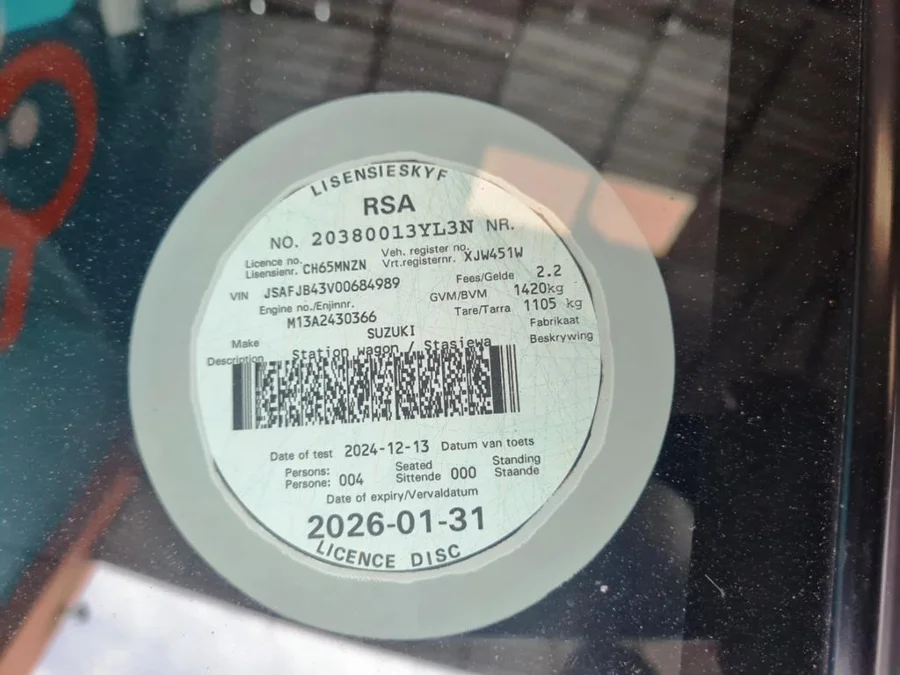 LISENSIESKYF
RSA
NO. 20380013YL3N NR.
Licence no. Veh. register no.
Lisensienr. CH65MNZN Vrt.registernr. XJW451W
VIN JSAFJB43V00684989 Fees/Gelde 2.2
Engine no./Enjinnr. GVM/BVM 1420kg
M13A2430366 Tare/Tarra 1105 kg
Make SUZUKI Fabrikaat
Description Station wagon / Stasiewa Beskrywing
Date of test 2024-12-13 Datum van toets
Persons: Seated Standing
Persone: 004 Sittende 000 Staande
Date of expiry/Vervaldatum
2026-01-31
LICENCE DISC